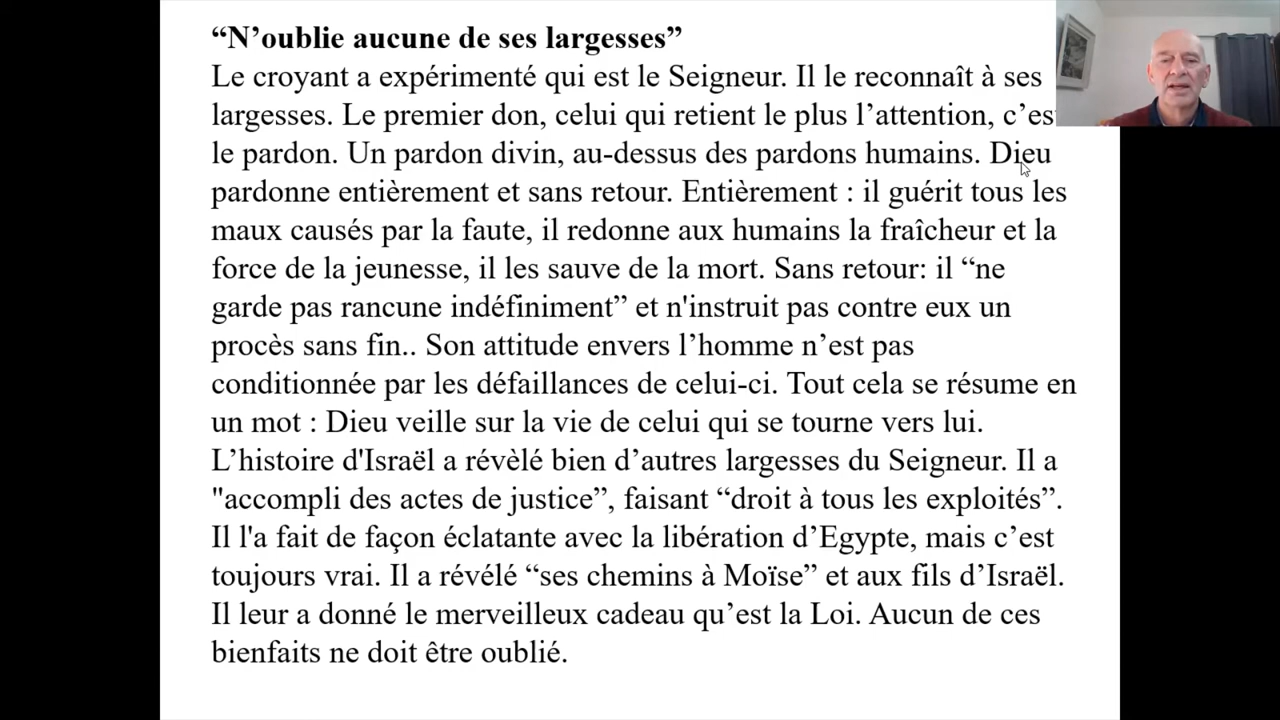 “N’oublie aucune de ses largesses”
Le croyant a expérimenté qui est le Seigneur. Il le reconnaît à ses
largesses. Le premier don, celui qui retient le plus l’attention, c’es
le pardon. Un pardon divin, au-dessus des pardons humains. Dieu
pardonne entièrement et sans retour. Entièrement : il guérit tous les
maux causés par la faute, il redonne aux humains la fraîcheur et la
force de la jeunesse, il les sauve de la mort. Sans retour: il “ne
garde pas rancune indéfiniment” et n'instruit pas contre eux un
procès sans fin.. Son attitude envers l’homme n’est pas
conditionnée par les défaillances de celui-ci. Tout cela se résume en
un mot : Dieu veille sur la vie de celui qui se tourne vers lui.
L’histoire d'Israël a révèlé bien d’autres largesses du Seigneur. Il a
"accompli des actes de justice”, faisant “droit à tous les exploités”.
Il l'a fait de façon éclatante avec la libération d’Egypte, mais c’est
toujours vrai. Il a révélé “ses chemins à Moïse” et aux fils d’Israël.
Il leur a donné le merveilleux cadeau qu’est la Loi. Aucun de ces
bienfaits ne doit être oublié.